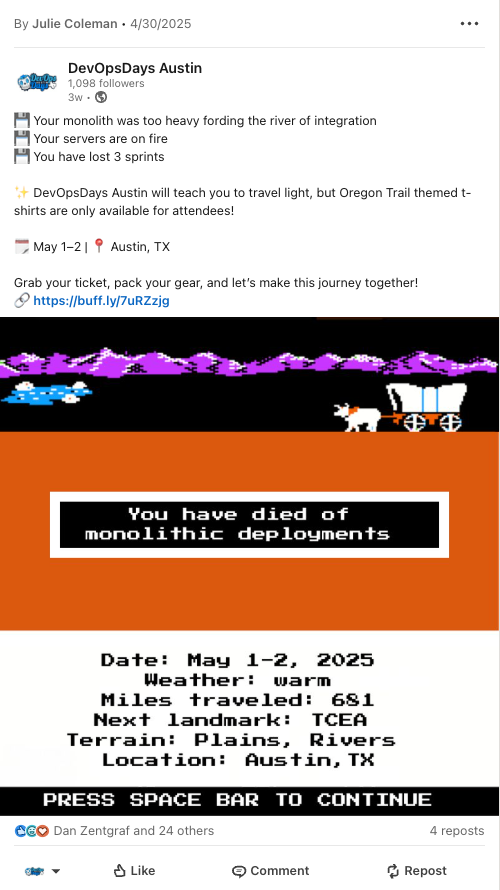 By Julie Coleman • 4/30/2025
DevOpsDays Austin
1,098 followers
3w •
💾 Your monolith was too heavy fording the river of integration
💾 Your servers are on fire
💾 You have lost 3 sprints
✨ DevOpsDays Austin will teach you to travel light, but Oregon Trail themed t-
shirts are only available for attendees!
🗓️ May 1–2 | 📍 Austin, TX
Grab your ticket, pack your gear, and let's make this journey together!
🔗 https://buff.ly/7uRZzjg
You have died of
monolithic deployments
Date: May 1-2, 2025
Weather: warm
Miles traveled: 681
Next landmark: TCEA
Terrain: Plains, Rivers
Location: Austin,TX
PRESS SPACE BAR TO CONTINUE
Dan Zentgraf and 24 others 4 reposts
Like Comment Repost